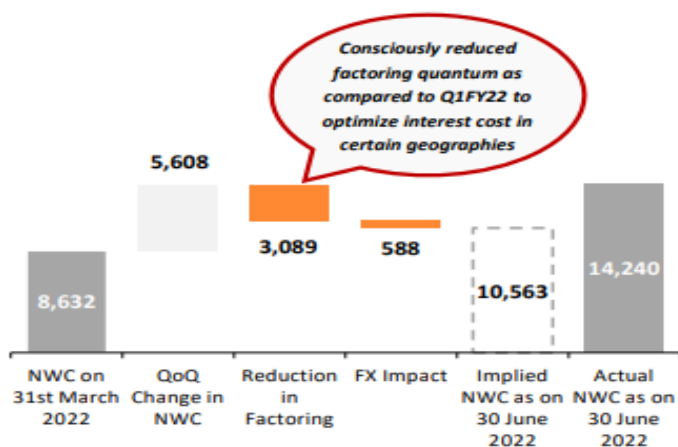 Consciously reduced
factoring quantum as
compared to Q1FY22 to
optimize interest cost in
certain geographies
5,608
3,089
588
8,632
10,563
14,240
NWC on
31st March
2022
QoQ
Change in
NWC
Reduction
in
Factoring
FX Impact
Implied
NWC as on
30 June
2022
Actual
NWC as on
30 June
2022